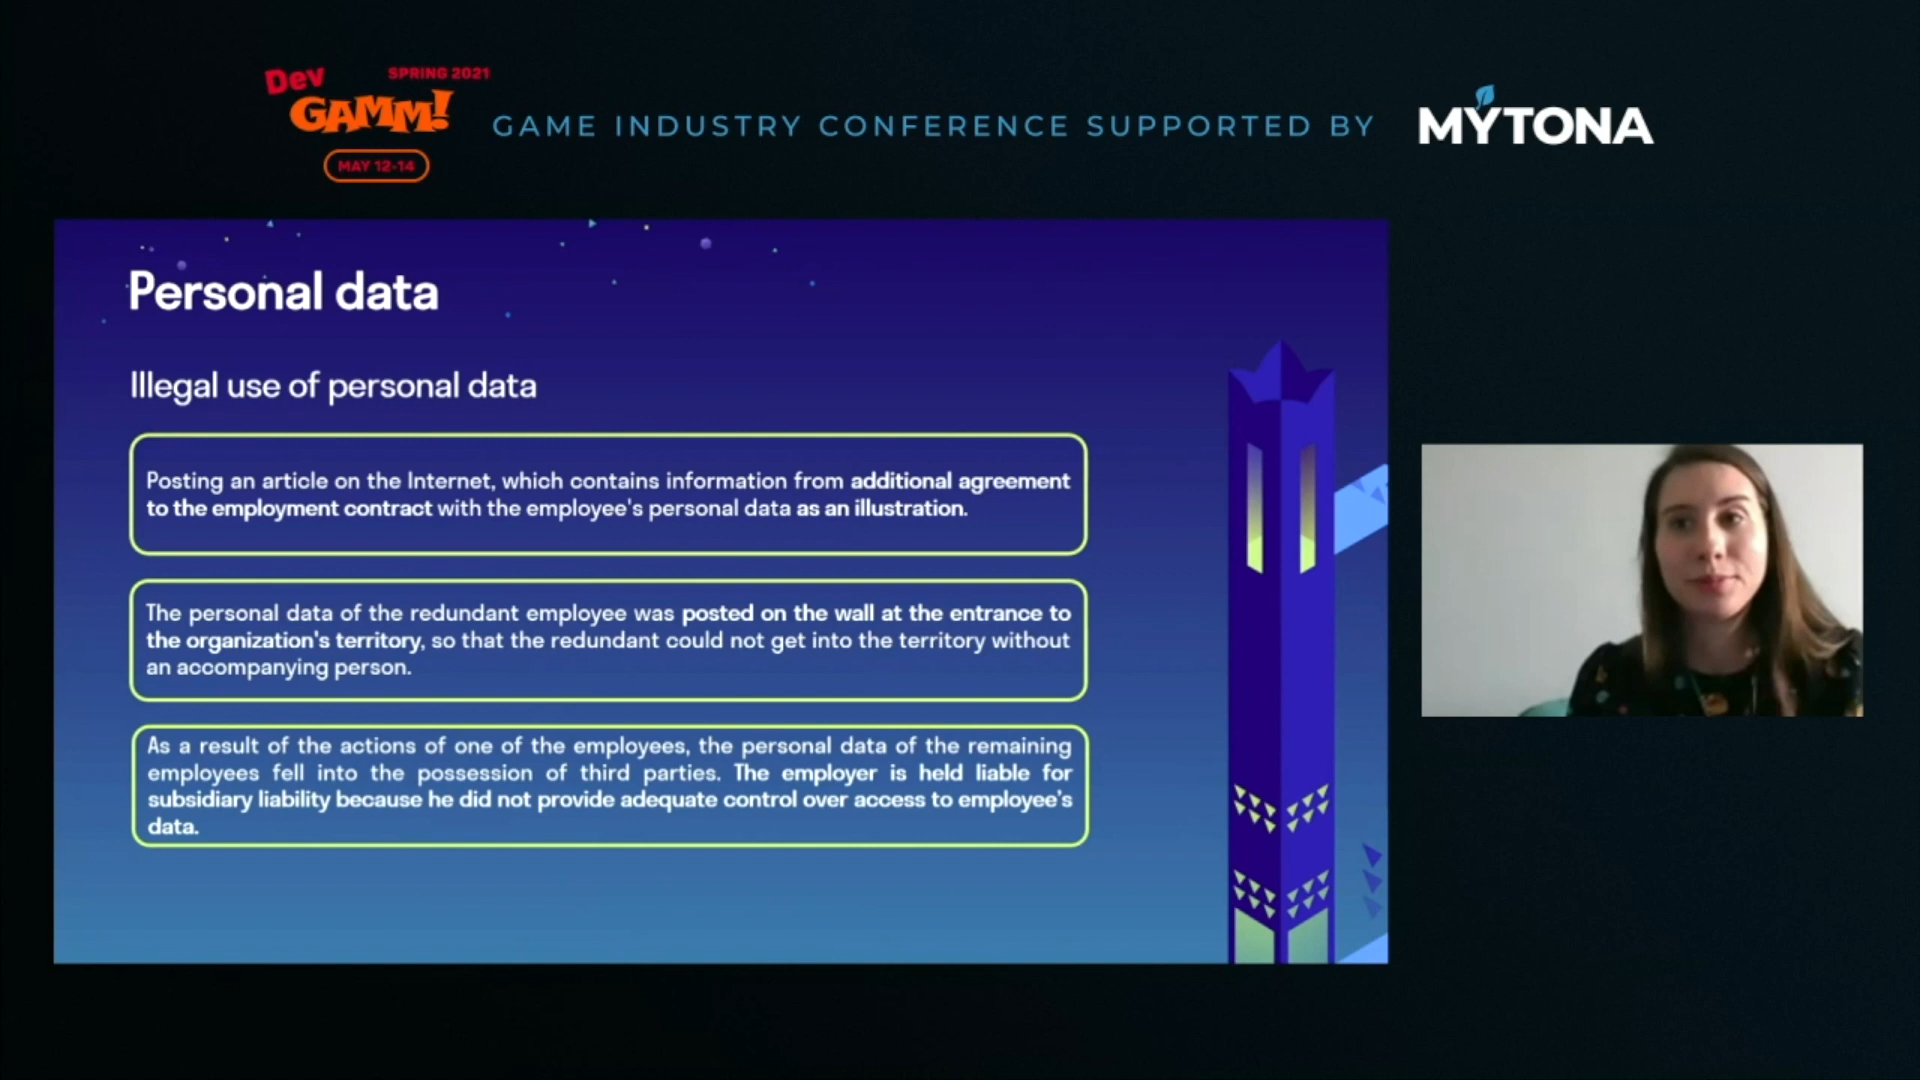 Dev
SPRING 2021
GAMM!
MAY 12-14
GAME INDUSTRY CONFERENCE SUPPORTED BY
MYTONA
Personal data
Illegal use of personal data
Posting an article on the Internet, which contains information from additional agreement
to the employment contract with the employee's personal data as an illustration.
The personal data of the redundant employee was posted on the wall at the entrance to
the organization's territory, so that the redundant could not get into the territory without
an accompanying person.
As a result of the actions of one of the employees, the personal data of the remaining
employees fell into the possession of third parties. The employer is held liable for
subsidiary liability because he did not provide adequate control over access to employee's
data.